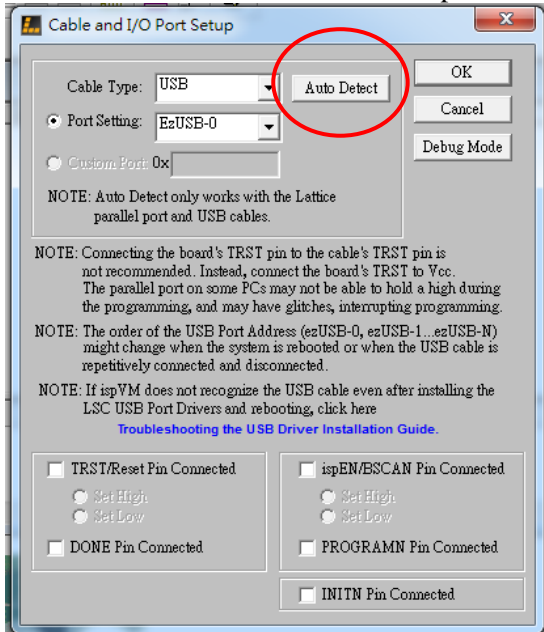 Cable and I/O Port Setup
Cable Type: USB Auto Detect OK
Port Setting: EzUSB-0 Cancel
Custom Port: 0x Debug Mode
NOTE: Auto Detect only works with the Lattice
parallel port and USB cables.
NOTE: Connecting the board's TRST pin to the cable's TRST pin is
not recommended. Instead, connect the board's TRST to Vcc.
The parallel port on some PCs may not be able to hold a high during
the programming, and may have glitches, interrupting programming.
NOTE: The order of the USB Port Address (ezUSB-0, ezUSB-1...ezUSB-N)
might change when the system is rebooted or when the USB cable is
repetitively connected and disconnected.
NOTE: If ispVM does not recognize the USB cable even after installing the
LSC USB Port Drivers and rebooting, click here
Troubleshooting the USB Driver Installation Guide.
TRST/Reset Pin Connected
Set High
Set Low
DONE Pin Connected
ispEN/BSCAN Pin Connected
Set High
Set Low
PROGRAMN Pin Connected
INITN Pin Connected